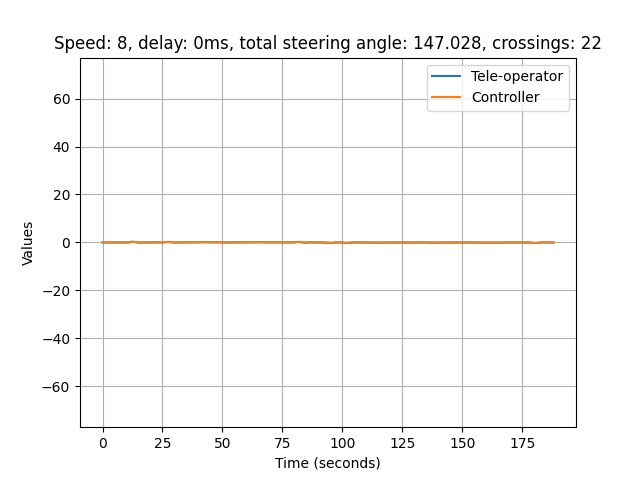 Speed: 8, delay: 0ms, total steering angle: 147.028, crossings: 22
Tele-operator
Controller
60
40
20
0
−20
−40
−60
Values
0 25 50 75 100 125 150 175
Time (seconds)